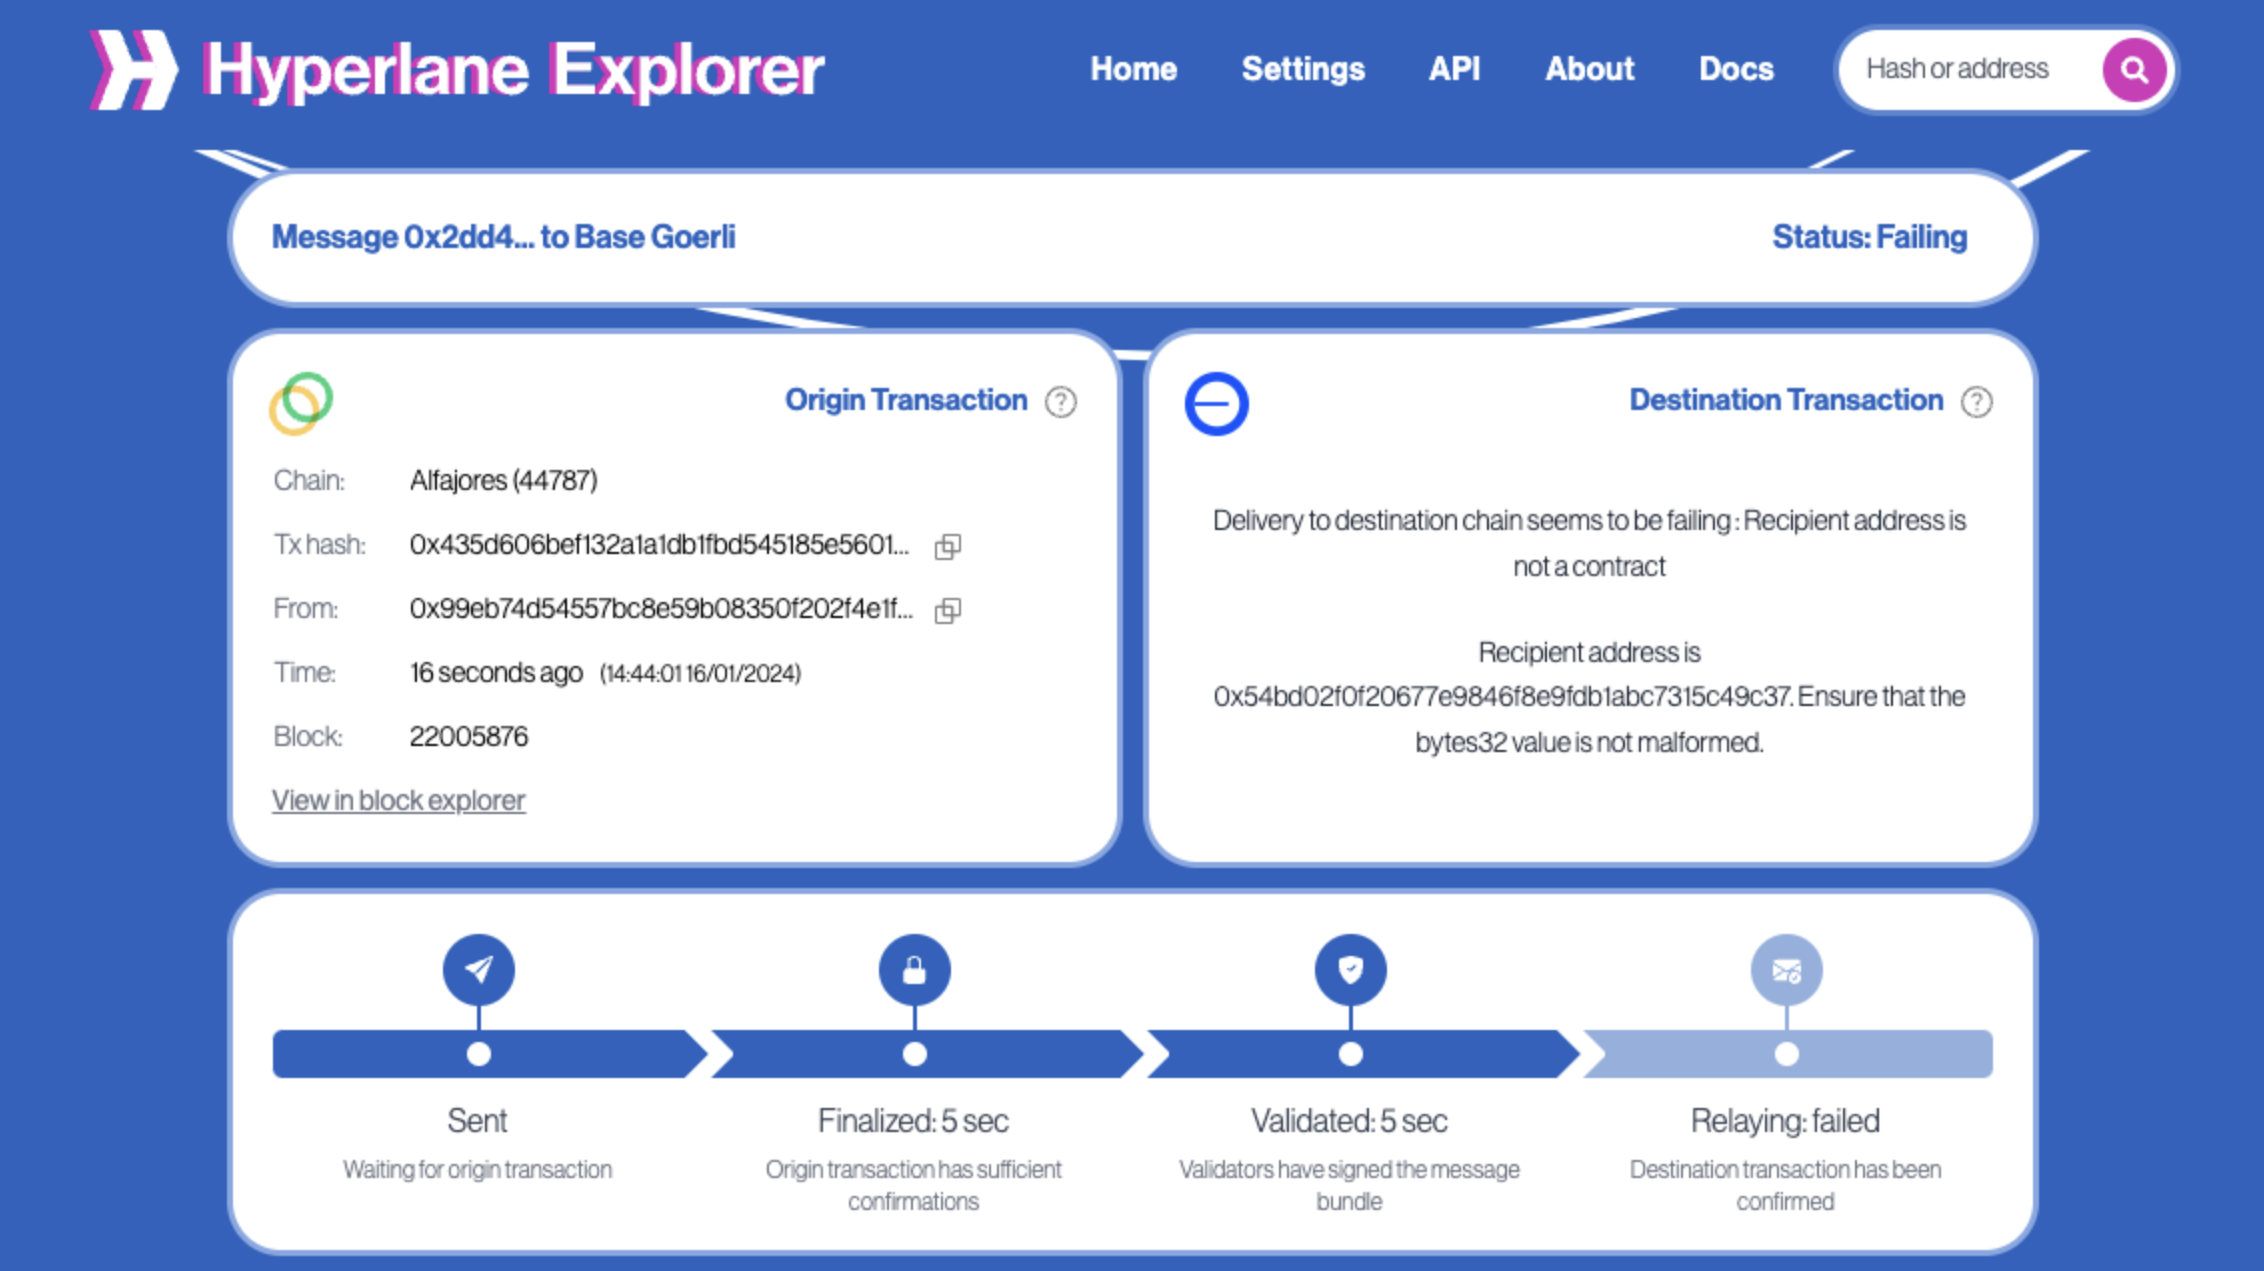 Hyperlane Explorer
Home Settings API About Docs Hash or address
Message 0x2dd4... to Base Goerli
Status: Failing
Origin Transaction ?
Chain: Alfajores (44787)
Tx hash: 0x435d606bef132a1a1db1fbd545185e5601...
From: 0x99eb74d54557bc8e59b08350f202f4e1f...
Time: 16 seconds ago (14:44:01 16/01/2024)
Block: 22005876
View in block explorer
Destination Transaction ?
Delivery to destination chain seems to be failing : Recipient address is
not a contract
Recipient address is
0x54bd02f0f20677e9846f8e9fdb1abc7315c49c37. Ensure that the
bytes32 value is not malformed.
Sent
Waiting for origin transaction
Finalized: 5 sec
Origin transaction has sufficient
confirmations
Validated: 5 sec
Validators have signed the message
bundle
Relaying: failed
Destination transaction has been
confirmed